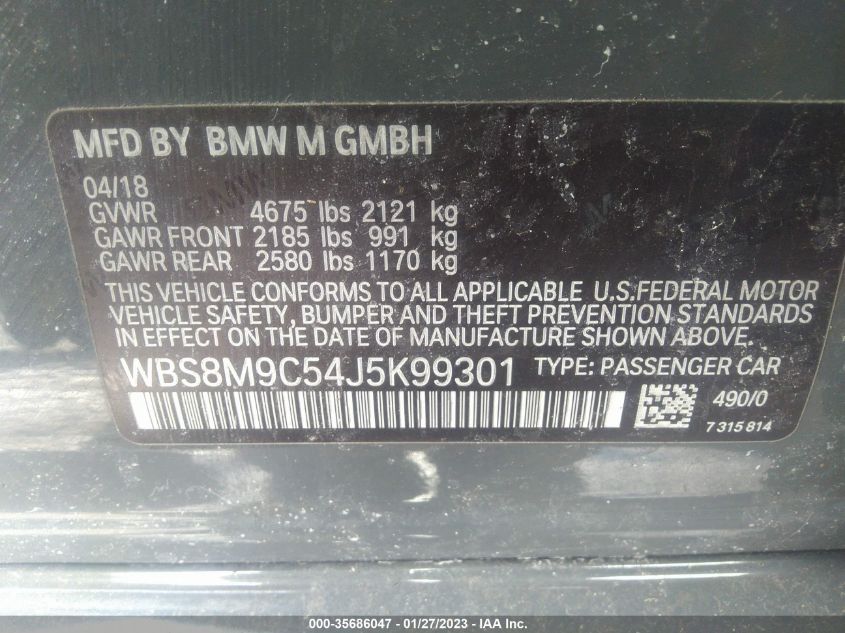 MFD BY BMW M GMBH
04/18
GVWR 4675 lbs 2121 kg
GAWR FRONT 2185 lbs 991 kg
GAWR REAR 2580 lbs 1170 kg
THIS VEHICLE CONFORMS TO ALL APPLICABLE U.S.FEDERAL MOTOR
VEHICLE SAFETY, BUMPER AND THEFT PREVENTION STANDARDS
IN EFFECT ON THE DATE OF MANUFACTURE SHOWN ABOVE.
WBS8M9C54J5K99301 TYPE: PASSENGER CAR
490/0
7 315 814
000-35686047 - 01/27/2023 - IAA Inc.